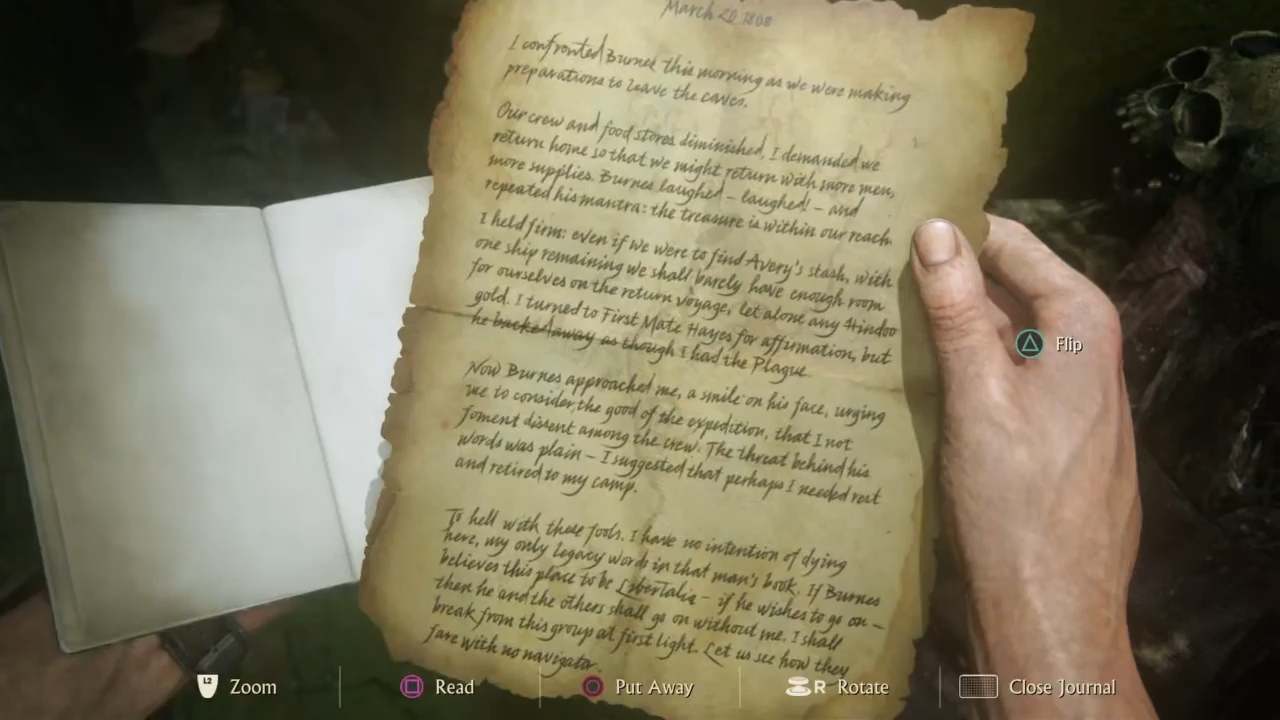 March 20 1808
I confronted Burnes this morning as we were making
preparations to leave the caves.
Our crew and food stores diminished, I demanded we
return home so that we might return with more men,
more supplies. Burnes laughed – laughed! – and
repeated his mantra: the treasure is within our reach.
I held firm: even if we were to find Avery's stash, with
one ship remaining we shall barely have enough room
for ourselves on the return voyage, let alone any Hindoo
gold. I turned to First Mate Hayes for affirmation, but
he backed away as though I had the Plague.
Now Burnes approached me, a smile on his face, urging
me to consider the good of the expedition, that I not
foment dissent among the crew. The threat behind his
words was plain – I suggested that perhaps I needed rest
and retired to my camp.
To hell with these fools. I have no intention of dying
here, my only legacy words in that man's book. If Burnes
believes this place to be Libertalia – if he wishes to go on –
then he and the others shall go on without me. I shall
break from this group at first light. Let us see how they
fare with no navigator.
Flip
L2 Zoom
Read
Put Away
R Rotate
Close Journal